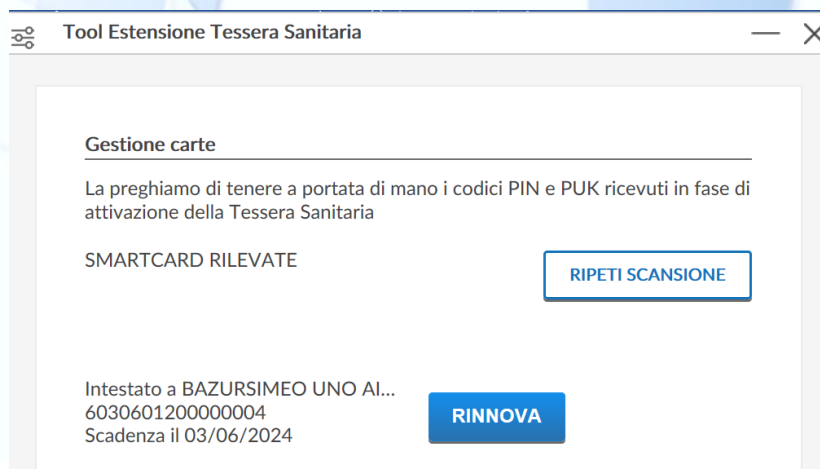 Tool Estensione Tessera Sanitaria
Gestione carte
La preghiamo di tenere a portata di mano i codici PIN e PUK ricevuti in fase di
attivazione della Tessera Sanitaria
SMARTCARD RILEVATE
RIPETI SCANSIONE
Intestato a BAZURSIMEO UNO AI...
6030601200000004
Scadenza il 03/06/2024
RINNOVA